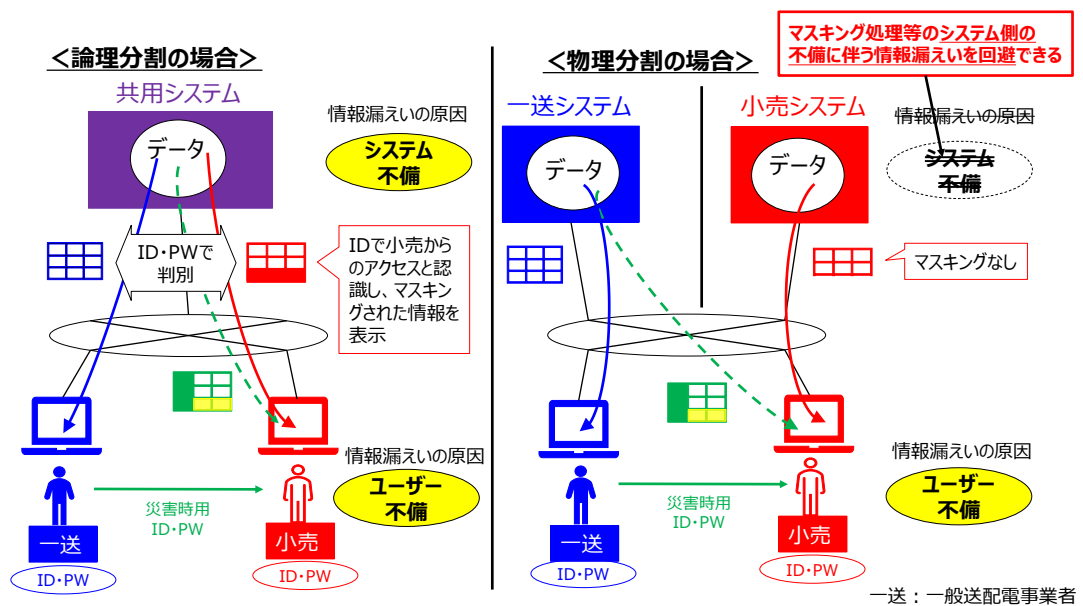 ＜論理分割の場合＞
共用システム
データ
情報漏えいの原因
システム
不備
ID・PWで
判別
IDで小売から
のアクセスと認
識し、マスキン
グされた情報を
表示
情報漏えいの原因
ユーザー
不備
災害時用
ID・PW
一送
小売
ID・PW
ID・PW
＜物理分割の場合＞
マスキング処理等のシステム側の
不備に伴う情報漏えいを回避できる
一送システム
小売システム
データ
データ
情報漏えいの原因
システム
不備
マスキングなし
情報漏えいの原因
ユーザー
不備
災害時用
ID・PW
一送
小売
ID・PW
ID・PW
一送：一般送配電事業者